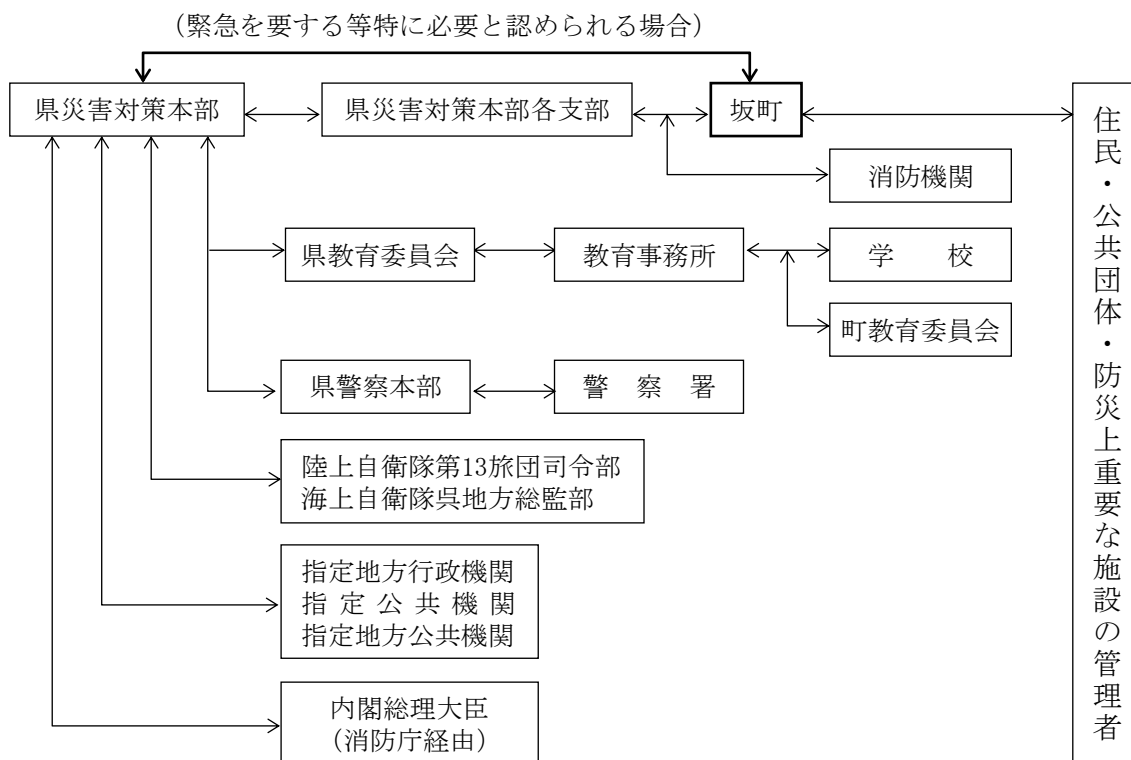 （緊急を要する等特に必要と認められる場合）
県災害対策本部
県災害対策本部各支部
坂町
消防機関
県教育委員会
教育事務所
学　　校
町教育委員会
県警察本部
警　察　署
陸上自衛隊第13旅団司令部
海上自衛隊呉地方総監部
指定地方行政機関
指 定 公 共 機 関
指定地方公共機関
内閣総理大臣
（消防庁経由）
住民・公共団体・防災上重要な施設の管理者